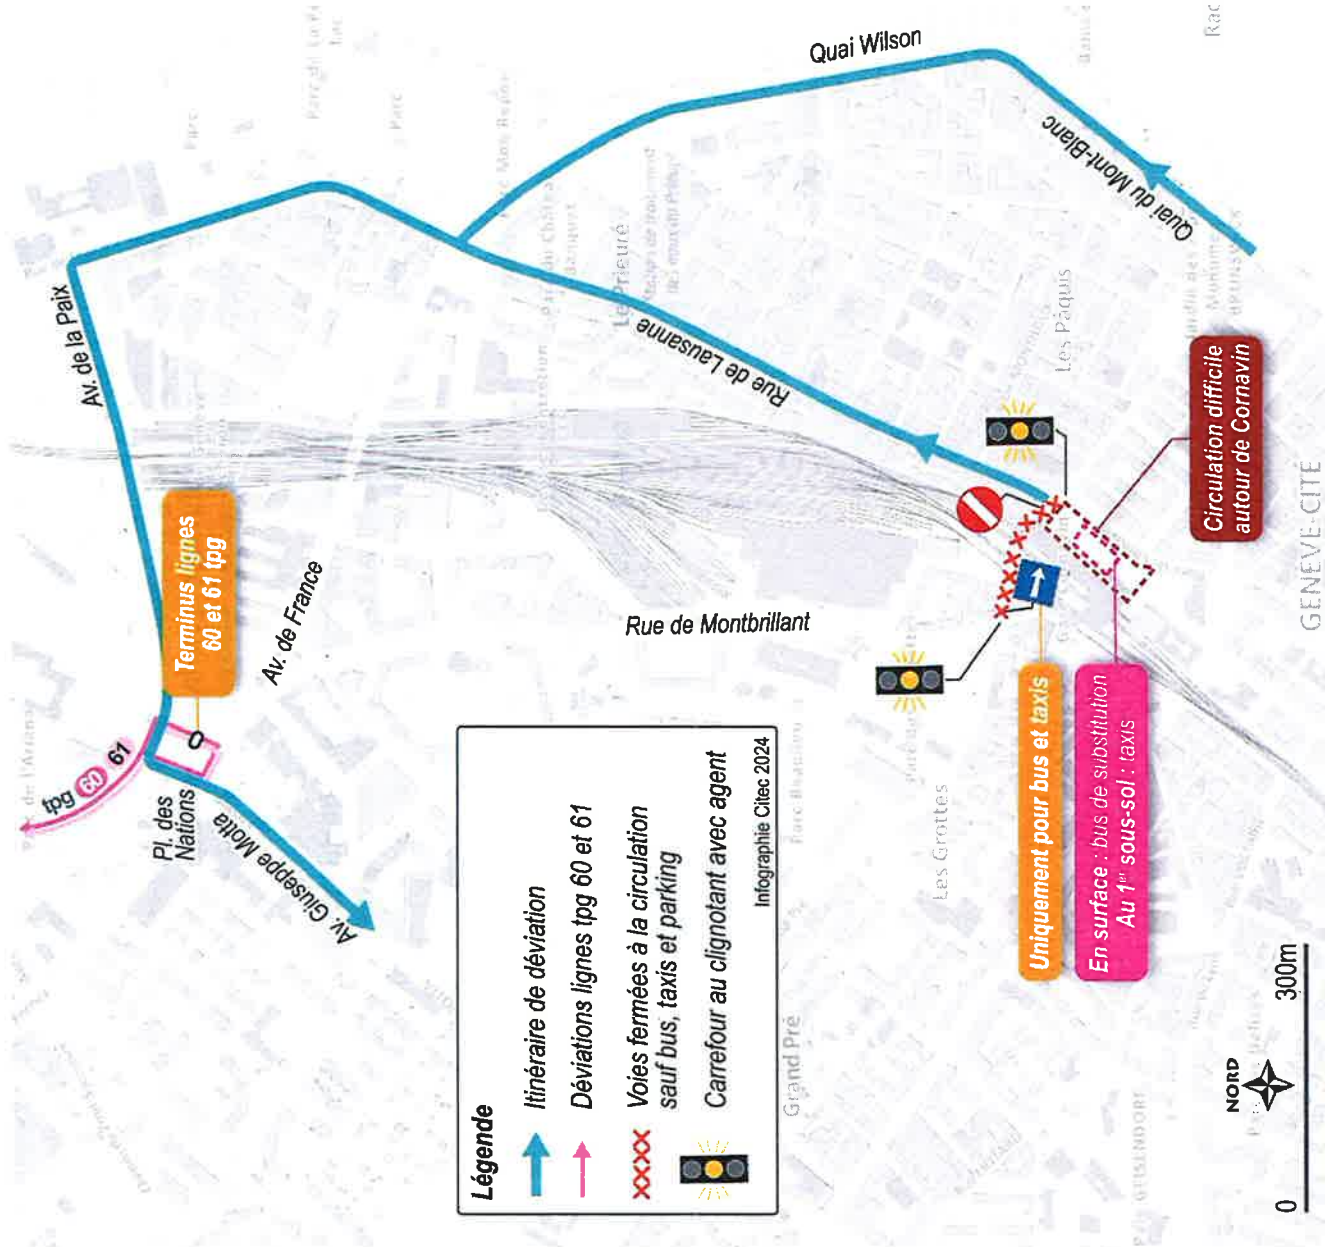 Quai Wilson
Quai du Mont-Blanc
Av. de la Paix
Rue de Lausanne
Le Prieuré
Les Pâquis
Terminus lignes
60 et 61 tpg
Av. de France
tpg 60 61
Pl. des
Nations
Av. Giuseppe Motta
Rue de Montbrillant
Les Grottes
Grand Pré
GENÈVE-CITÉ
Circulation difficile
autour de Cornavin
Uniquement pour bus et taxis
En surface : bus de substitution
Au 1er sous-sol : taxis
Légende
Itinéraire de déviation
Déviations lignes tpg 60 et 61
Voies fermées à la circulation
sauf bus, taxis et parking
Carrefour au clignotant avec agent
Infographie Citec 2024
NORD
0 300m